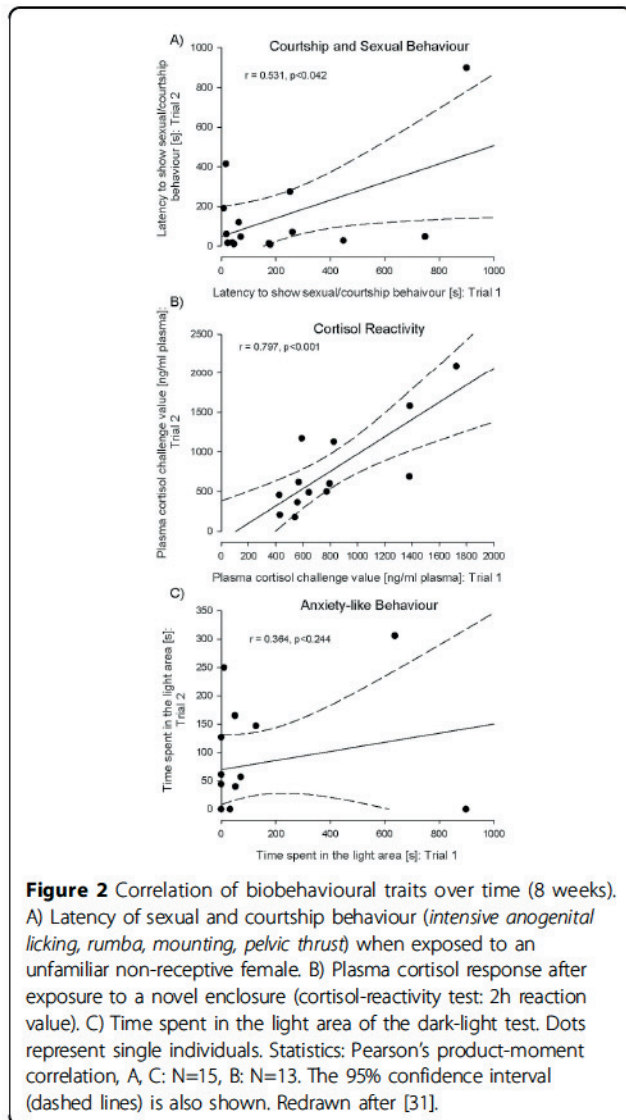 A)
Courtship and Sexual Behaviour
r = 0.531, p<0.042
Latency to show sexual/courtship
behaviour [s]: Trial 2
1000
800
600
400
200
0
0 200 400 600 800 1000
Latency to show sexual/courtship behaivour [s]: Trial 1
B)
Cortisol Reactivity
r = 0.797, p<0.001
Plasma cortisol challenge value [ng/ml plasma]:
Trial 2
2500
2000
1500
1000
500
0
0 200 400 600 800 1000 1200 1400 1600 1800 2000
Plasma cortisol challenge value [ng/ml plasma]: Trial 1
C)
Anxiety-like Behaviour
r = 0.364, p<0.244
Time spent in the light area [s]:
Trial 2
350
300
250
200
150
100
50
0
0 200 400 600 800 1000
Time spent in the light area [s]: Trial 1
Figure 2 Correlation of biobehavioural traits over time (8 weeks).
A) Latency of sexual and courtship behaviour (intensive anogenital
licking, rumba, mounting, pelvic thrust) when exposed to an
unfamiliar non-receptive female. B) Plasma cortisol response after
exposure to a novel enclosure (cortisol-reactivity test: 2h reaction
value). C) Time spent in the light area of the dark-light test. Dots
represent single individuals. Statistics: Pearson's product-moment
correlation, A, C: N=15, B: N=13. The 95% confidence interval
(dashed lines) is also shown. Redrawn after [31].